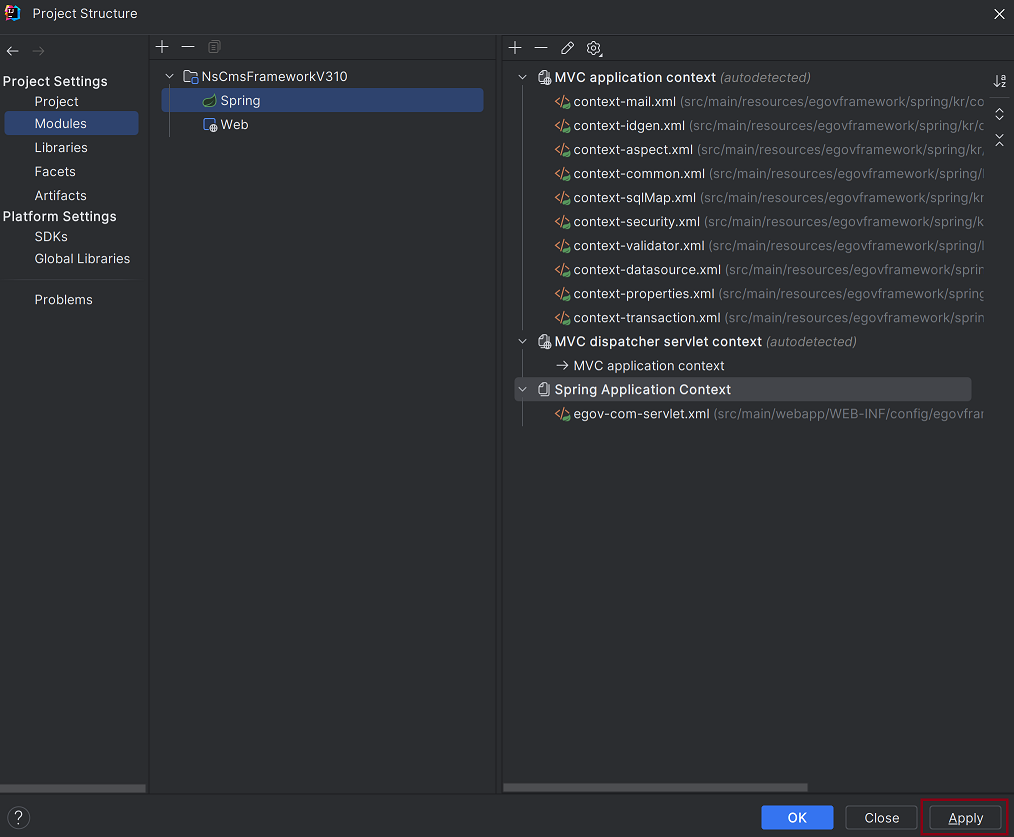 Project Structure
Project Settings
Project
Modules
Libraries
Facets
Artifacts
Platform Settings
SDKs
Global Libraries
Problems
NsCmsFrameworkV310
Spring
Web
MVC application context (autodetected)
context-mail.xml (src/main/resources/egovframework/spring/kr/co
context-idgen.xml (src/main/resources/egovframework/spring/kr/c
context-aspect.xml (src/main/resources/egovframework/spring/kr,
context-common.xml (src/main/resources/egovframework/spring/
context-sqlMap.xml (src/main/resources/egovframework/spring/kr
context-security.xml (src/main/resources/egovframework/spring/k
context-validator.xml (src/main/resources/egovframework/spring/
context-datasource.xml (src/main/resources/egovframework/sprin
context-properties.xml (src/main/resources/egovframework/spring
context-transaction.xml (src/main/resources/egovframework/sprin
MVC dispatcher servlet context (autodetected)
MVC application context
Spring Application Context
egov-com-servlet.xml (src/main/webapp/WEB-INF/config/egovfrar
?
OK
Close
Apply